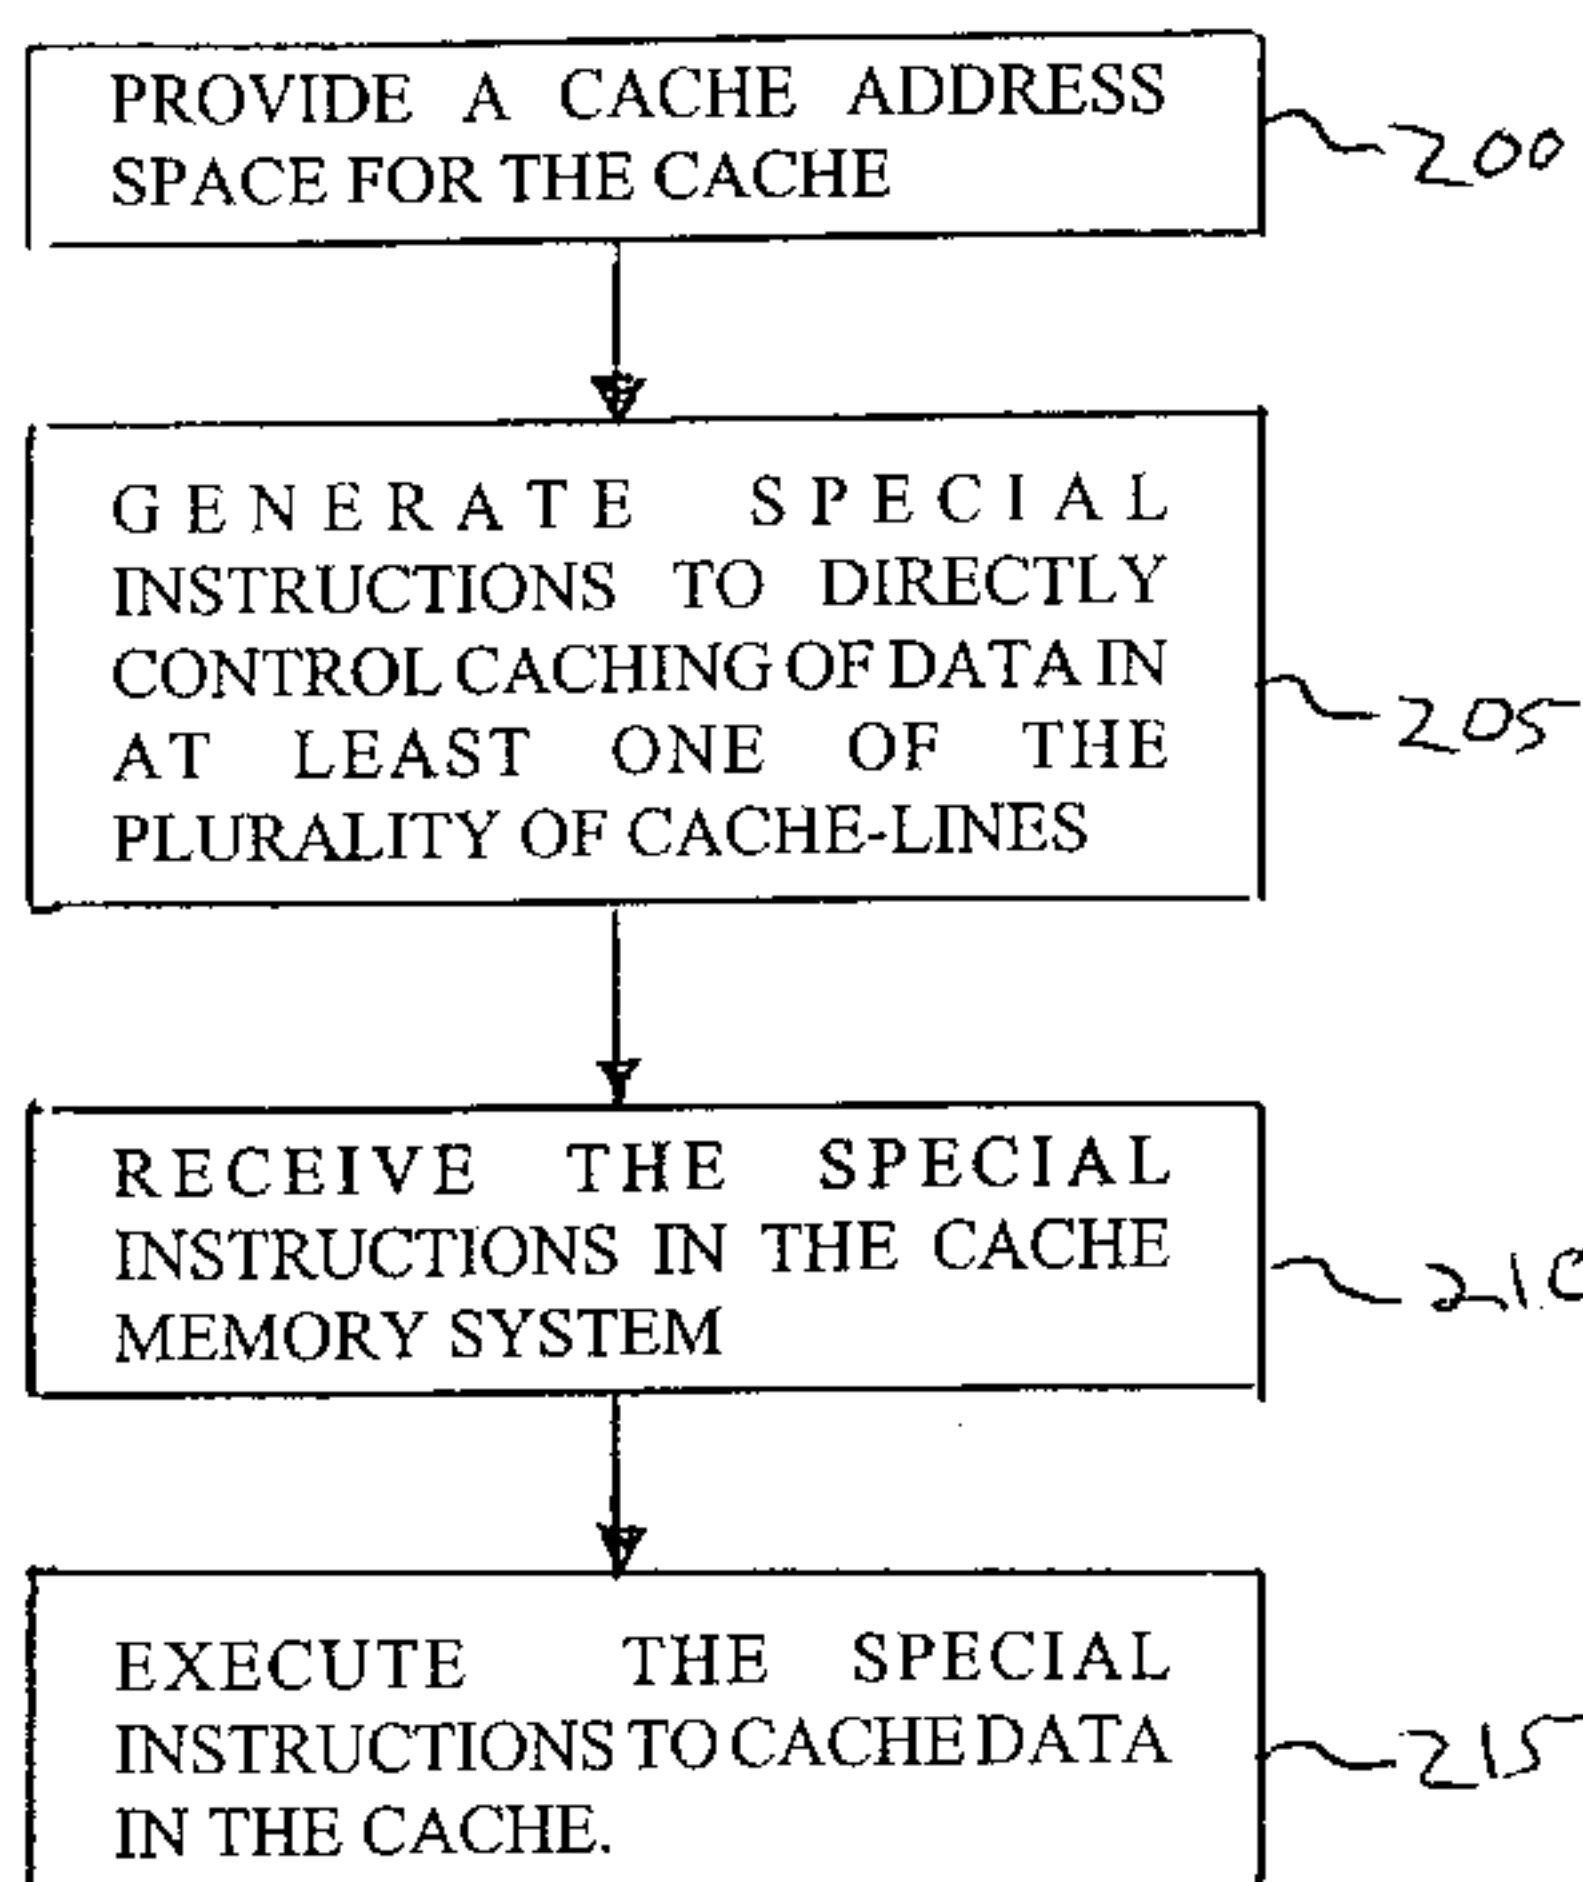 PROVIDE A CACHE ADDRESS
SPACE FOR THE CACHE
200
GENERATE SPECIAL
INSTRUCTIONS TO DIRECTLY
CONTROL CACHING OF DATA IN
AT LEAST ONE OF THE
PLURALITY OF CACHE-LINES
205
RECEIVE THE SPECIAL
INSTRUCTIONS IN THE CACHE
MEMORY SYSTEM
210
EXECUTE THE SPECIAL
INSTRUCTIONS TO CACHE DATA
IN THE CACHE.
215